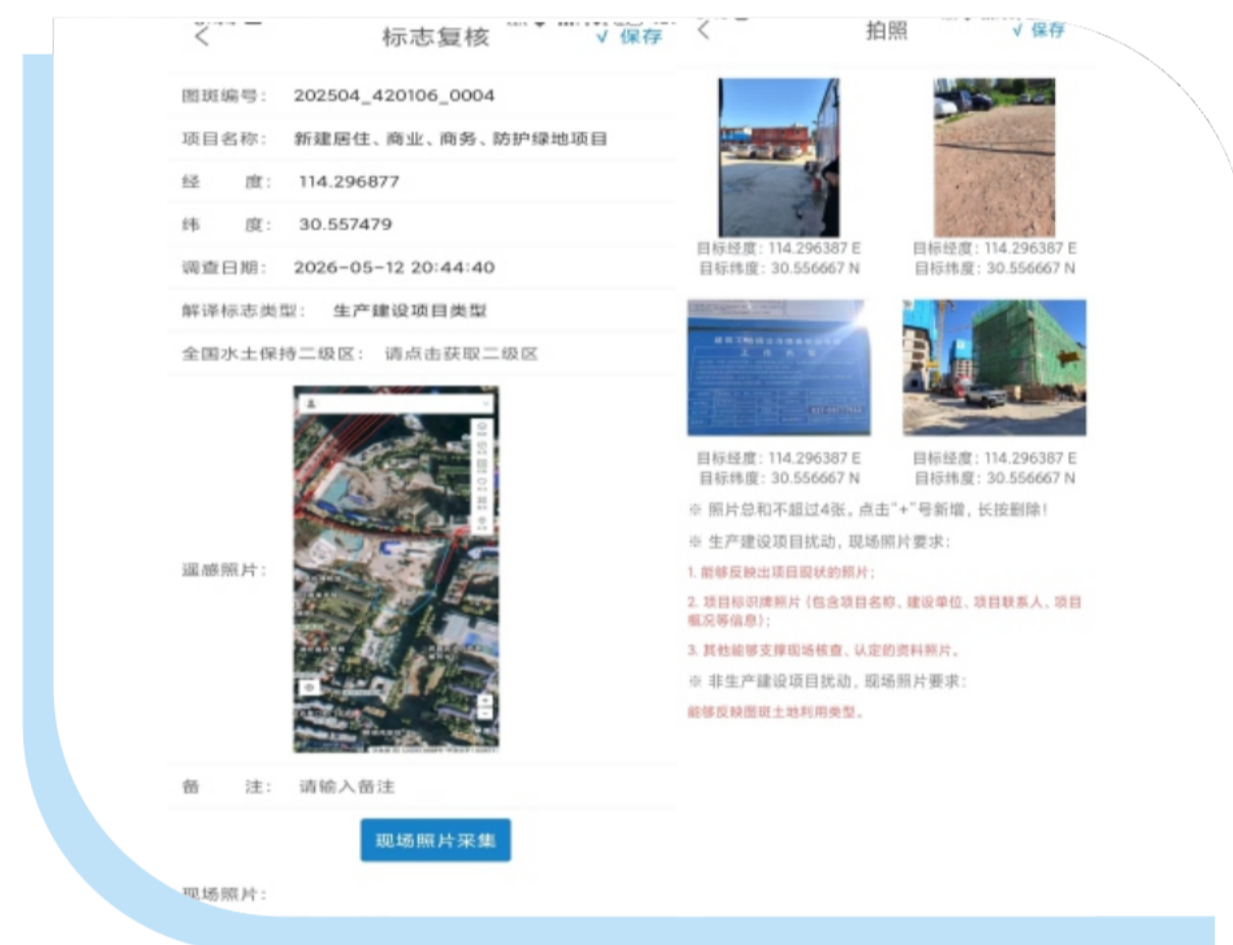 标志复核
√ 保存
图斑编号: 202504_420106_0004
项目名称: 新建居住、商业、商务、防护绿地项目
经 度: 114.296877
纬 度: 30.557479
调查日期: 2026-05-12 20:44:40
解译标志类型: 生产建设项目类型
全国水土保持二级区: 请点击获取二级区
遥感照片:
备 注: 请输入备注
现场照片采集
现场照片:
拍照
√ 保存
目标经度: 114.296387 E
目标纬度: 30.556667 N
目标经度: 114.296387 E
目标纬度: 30.556667 N
工作内容
目标经度: 114.296387 E
目标纬度: 30.556667 N
目标经度: 114.296387 E
目标纬度: 30.556667 N
※ 照片总和不超过4张, 点击"+"号新增, 长按删除!
※ 生产建设项目扰动, 现场照片要求:
1. 能够反映出项目现状的照片;
2. 项目标识牌照片 (包含项目名称、建设单位、项目联系人、项目
概况等信息);
3. 其他能够支撑现场核查、认定的资料照片。
※ 非生产建设项目扰动, 现场照片要求:
能够反映图斑土地利用类型。